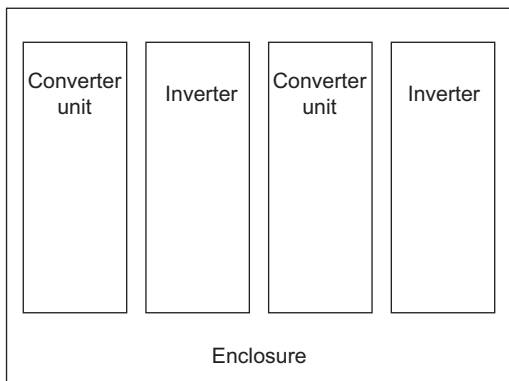 Converter
unit
Inverter
Converter
unit
Inverter
Enclosure